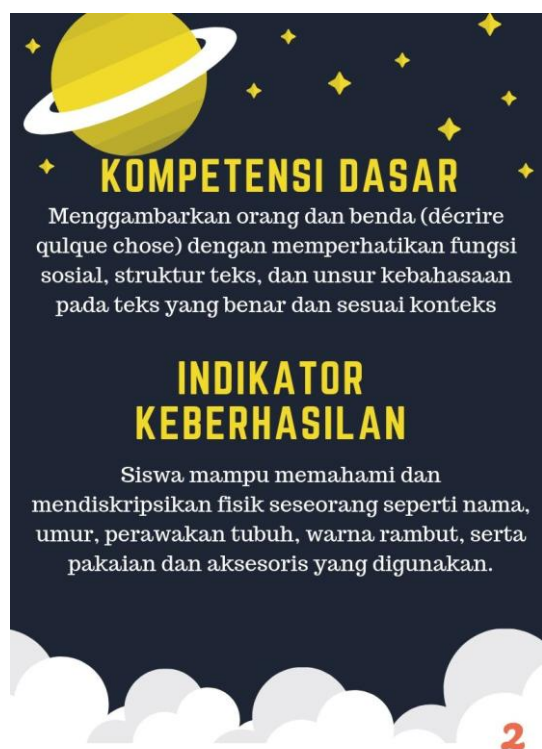 KOMPETENSI DASAR
Menggambarkan orang dan benda (décrire
qulque chose) dengan memperhatikan fungsi
sosial, struktur teks, dan unsur kebahasaan
pada teks yang benar dan sesuai konteks
INDIKATOR
KEBERHASILAN
Siswa mampu memahami dan
mendiskripsikan fisik seseorang seperti nama,
umur, perawakan tubuh, warna rambut, serta
pakaian dan aksesoris yang digunakan.
2